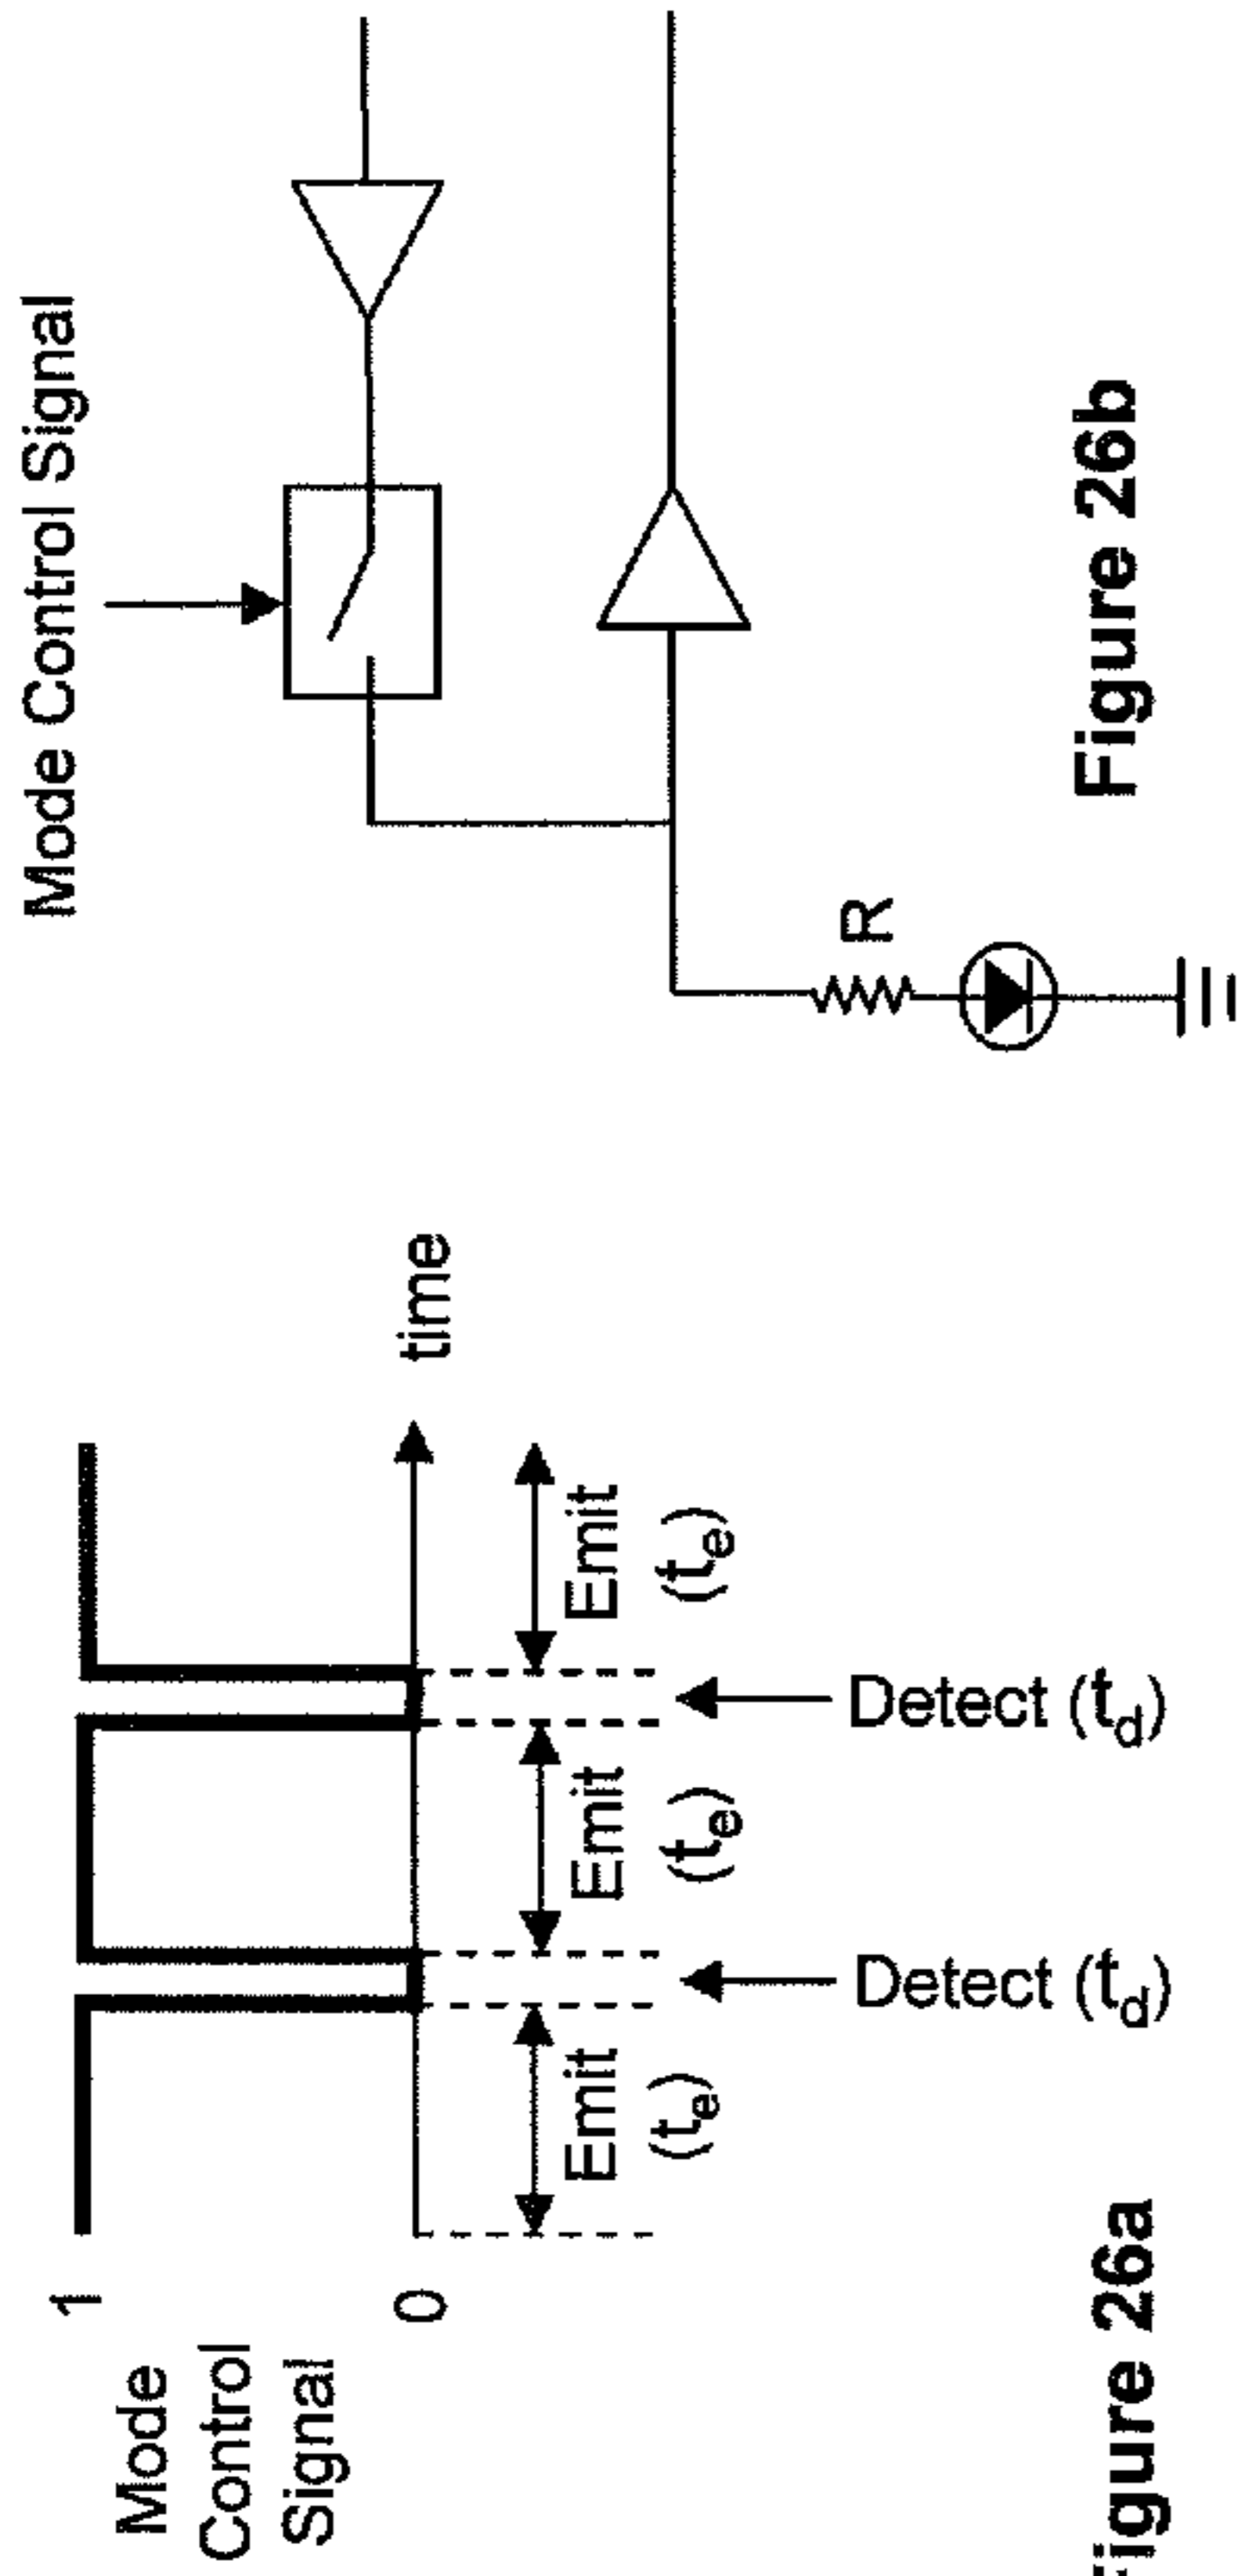 Mode
Control
Signal
1
0
time
Emit
(te)
Emit
(te)
Emit
(te)
Detect (td)
Detect (td)
Figure 26a
Mode Control Signal
R
Figure 26b